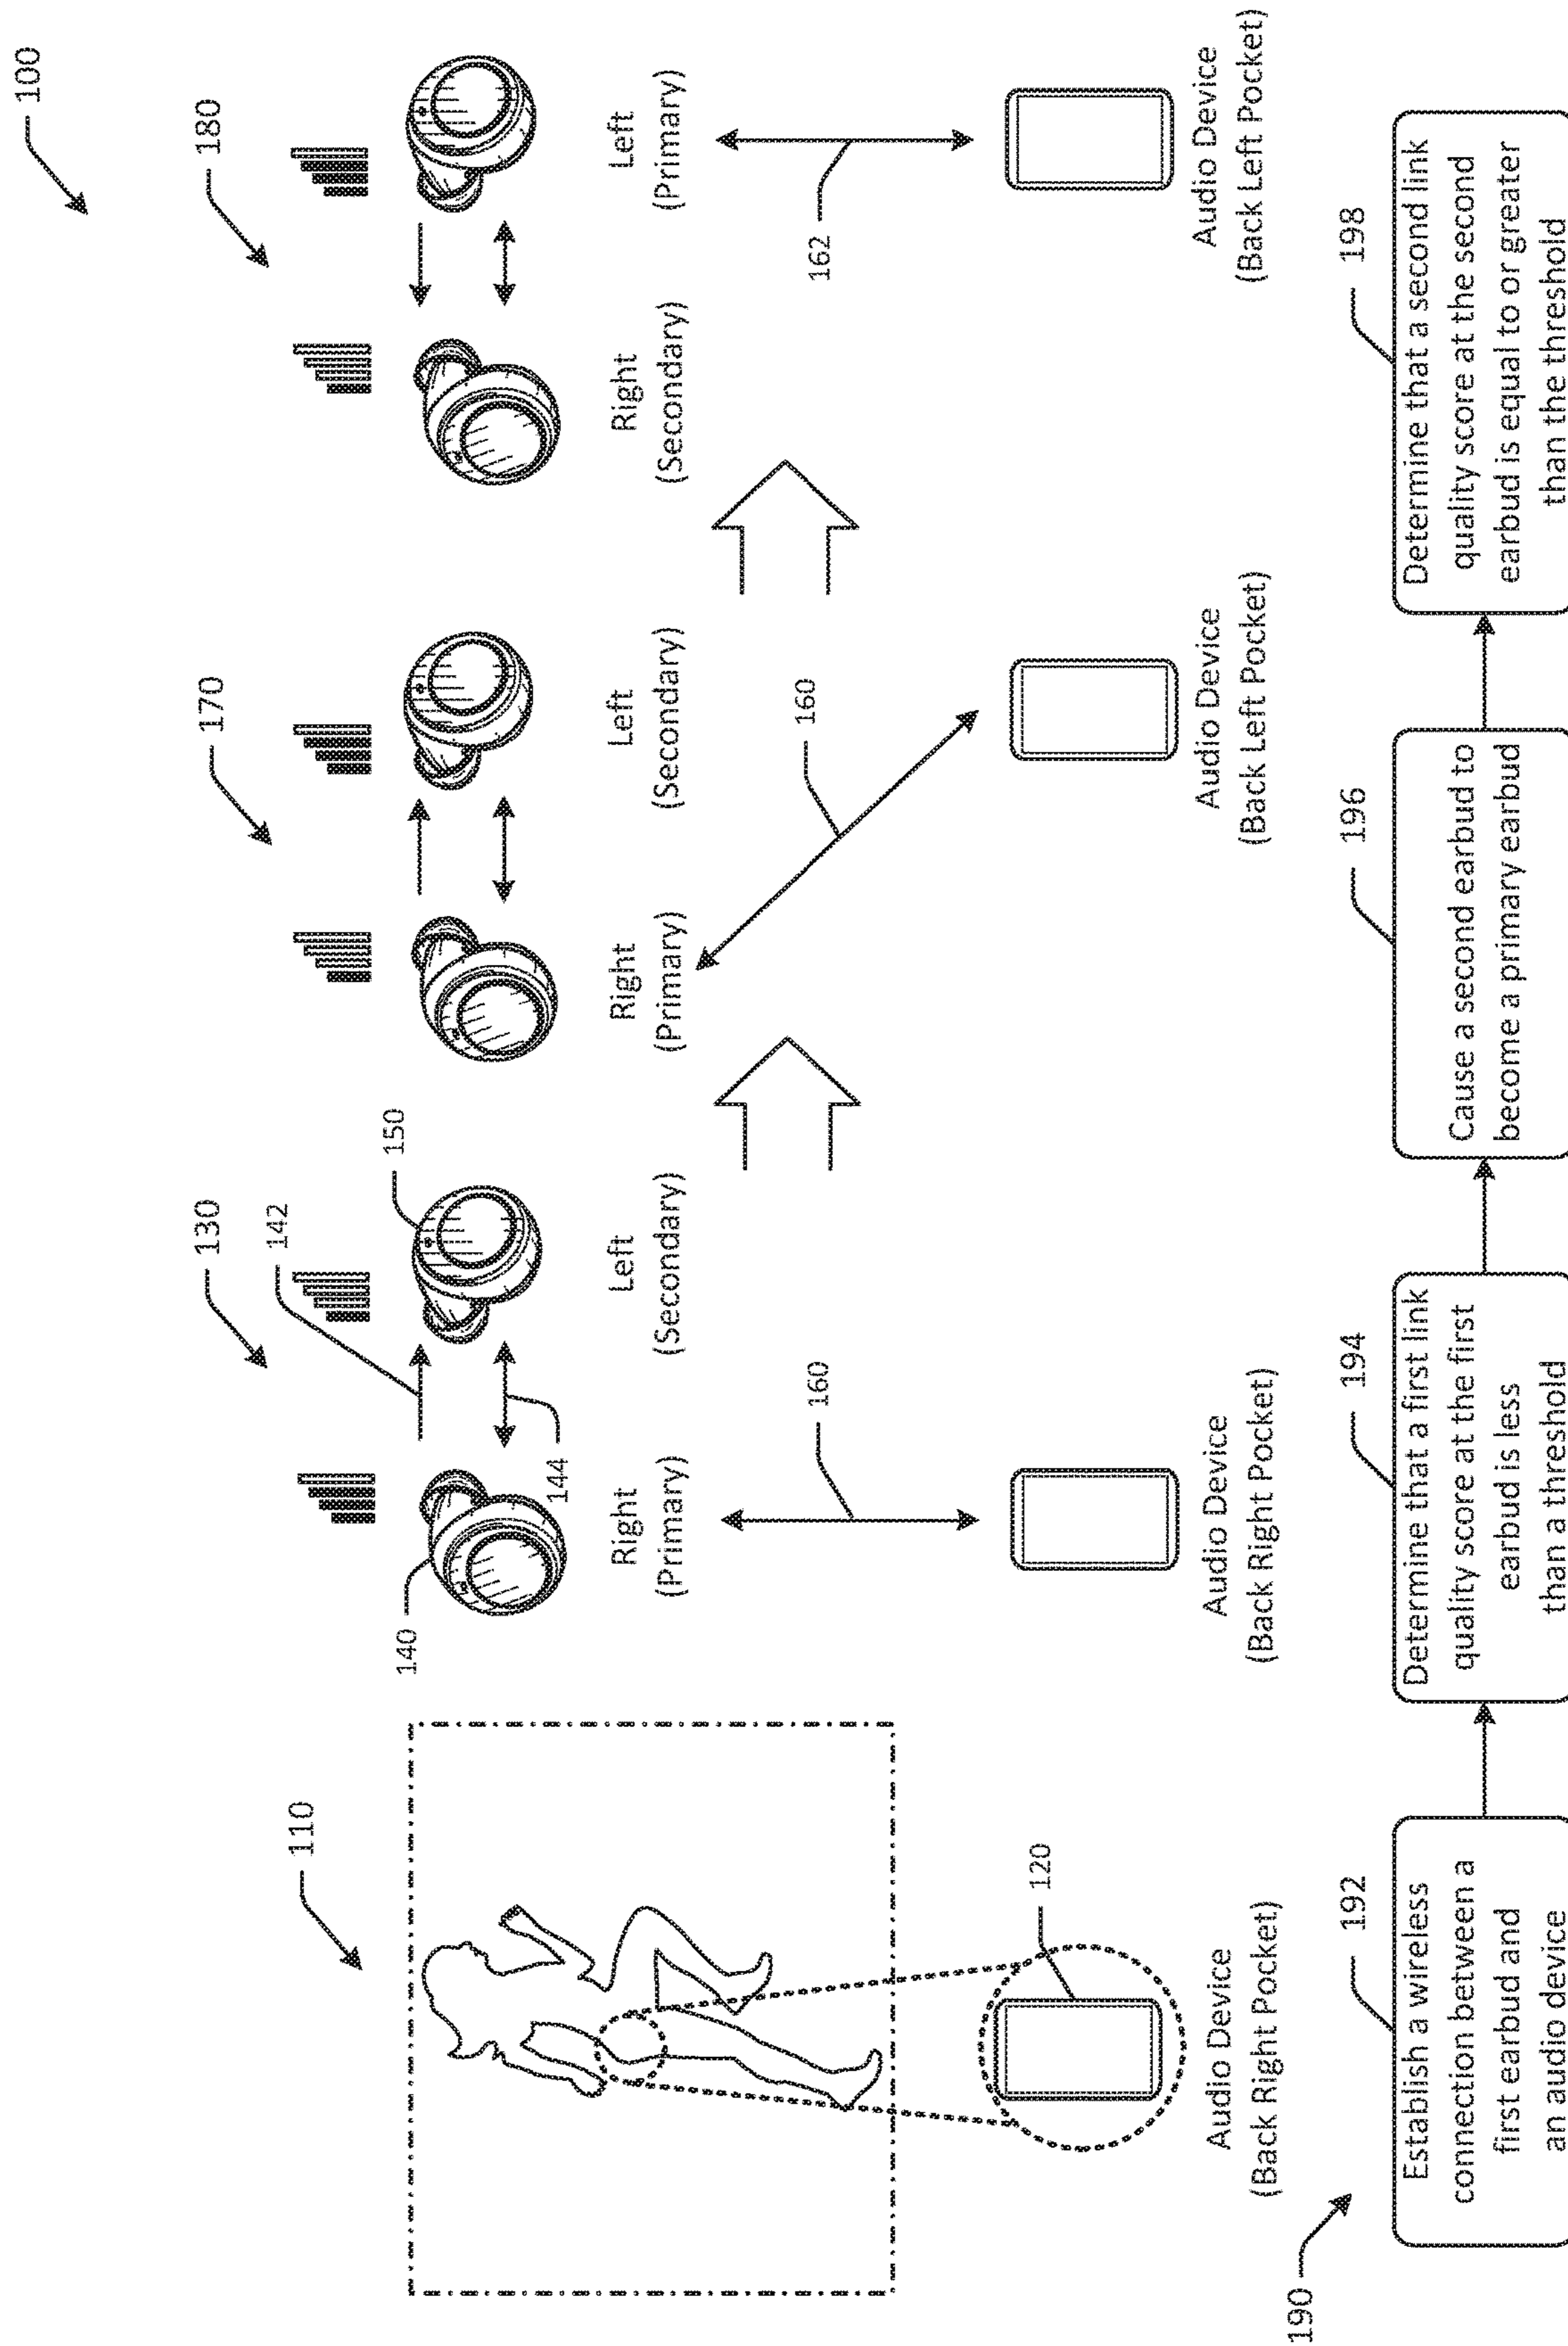 100
110
130
170
180
142
150
140
144
Right
(Primary)
Left
(Secondary)
Right
(Primary)
Left
(Secondary)
Right
(Secondary)
Left
(Primary)
160
160
162
120
Audio Device
(Back Right Pocket)
Audio Device
(Back Right Pocket)
Audio Device
(Back Left Pocket)
Audio Device
(Back Left Pocket)
190
192
Establish a wireless
connection between a
first earbud and
an audio device
194
Determine that a first link
quality score at the first
earbud is less
than a threshold
196
Cause a second earbud to
become a primary earbud
198
Determine that a second link
quality score at the second
earbud is equal to or greater
than the threshold